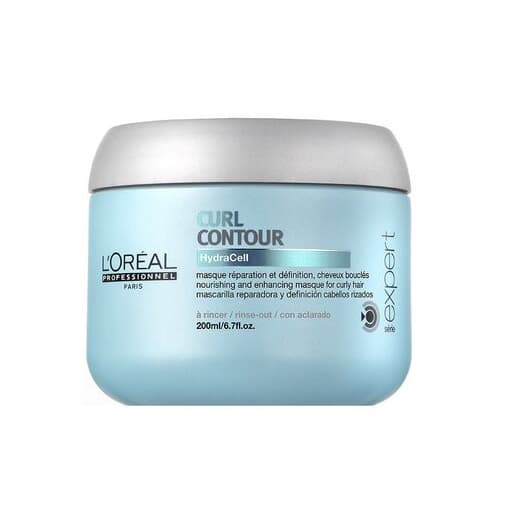 CURL
CONTOUR
HydraCell
L'ORÉAL
PROFESSIONNEL
PARIS
masque réparation et définition, cheveux bouclés
nourishing and enhancing masque for curly hair
mascarilla reparadora y definición cabellos rizados
à rincer / rinse-out / con aclarado
200ml/6.7fl.oz.
série expert